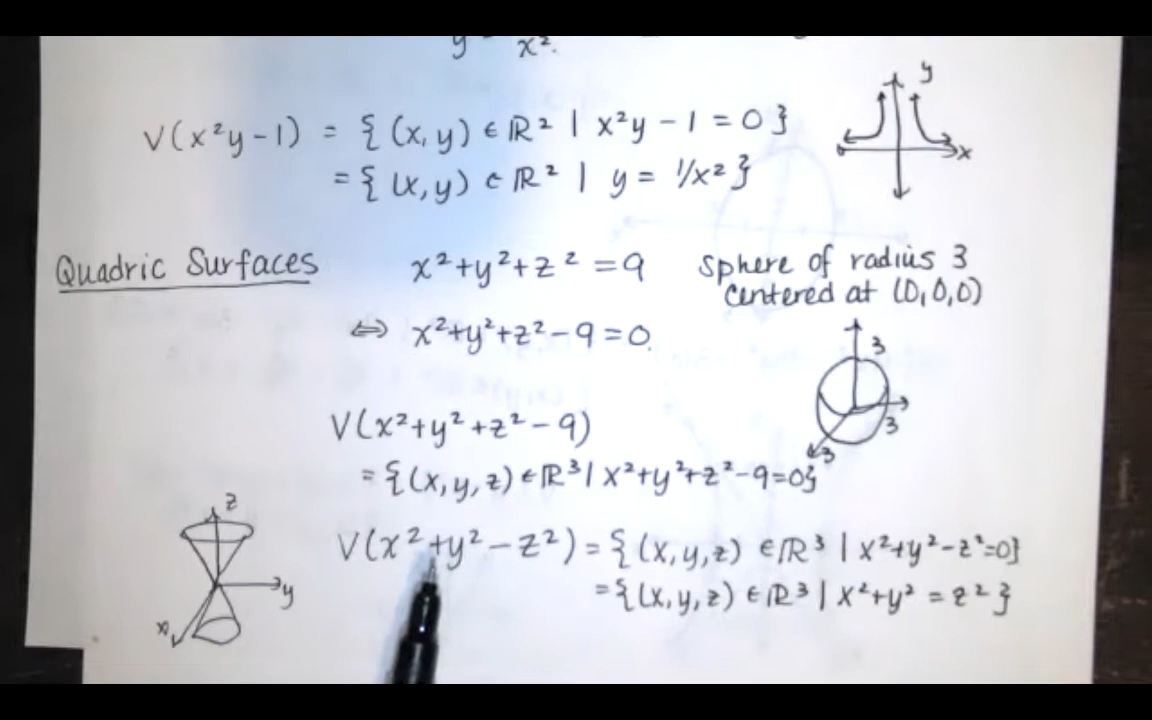 y = x².
V(x²y-1) = { (x,y) ∈ ℝ² | x²y - 1 = 0 }
= { (x,y) ∈ ℝ² | y = 1/x² }
y
x
Quadric Surfaces
x²+y²+z² = 9
Sphere of radius 3
centered at (0,0,0)
⇔ x²+y²+z²-9 = 0.
3
3
3
V(x²+y²+z²-9)
= {(x,y,z) ∈ ℝ³ | x²+y²+z²-9=0}
z
y
x
V(x²+y²-z²) = { (x,y,z) ∈ ℝ³ | x²+y²-z²=0}
= {(x,y,z) ∈ ℝ³ | x²+y² = z² }